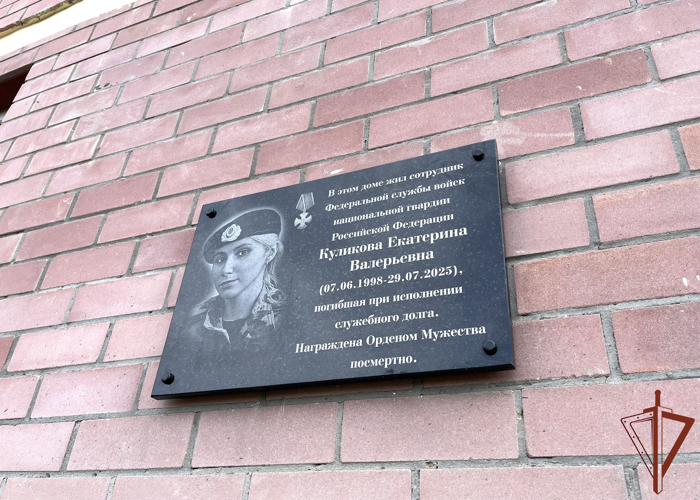 В этом доме жил сотрудник
Федеральной службы войск
национальной гвардии
Российской Федерации
Куликова Екатерина
Валерьевна
(07.06.1998-29.07.2025),
погибшая при исполнении
служебного долга.
Награждена Орденом Мужества
посмертно.